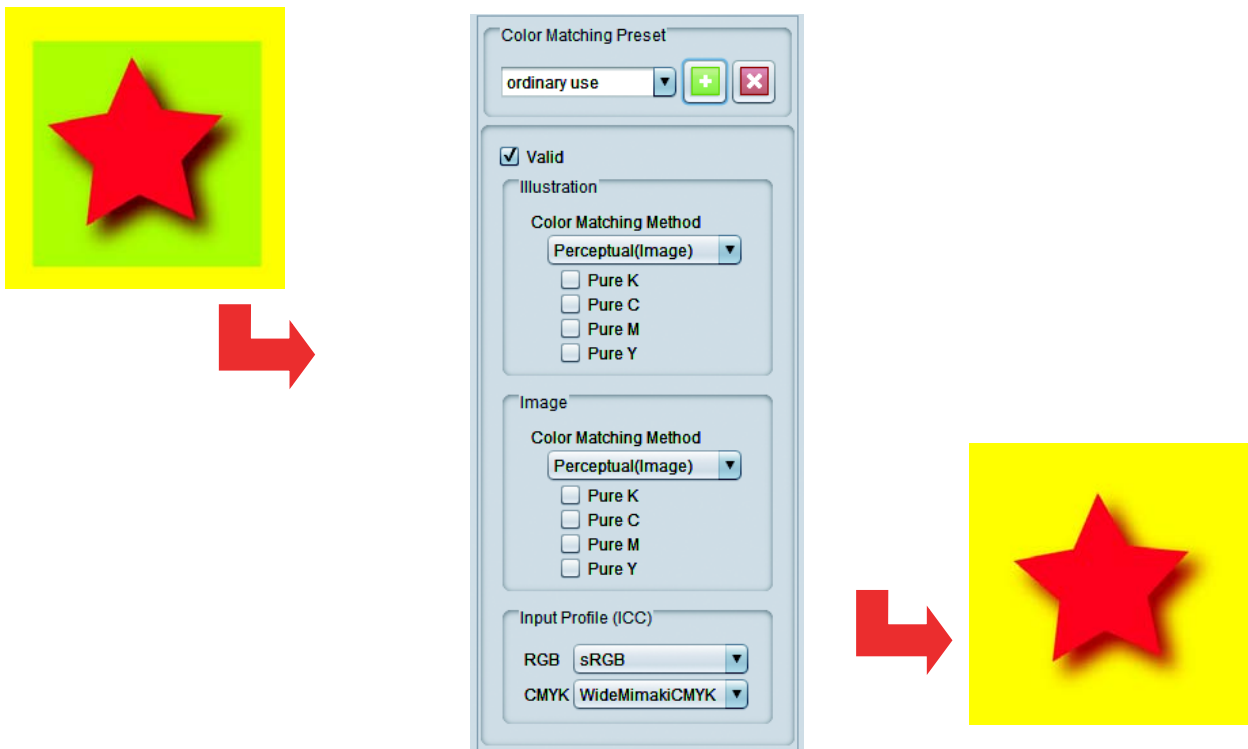 Color Matching Preset
ordinary use
Valid
Illustration
Color Matching Method
Perceptual(Image)
Pure K
Pure C
Pure M
Pure Y
Image
Color Matching Method
Perceptual(Image)
Pure K
Pure C
Pure M
Pure Y
Input Profile (ICC)
RGB sRGB
CMYK WideMimakiCMYK